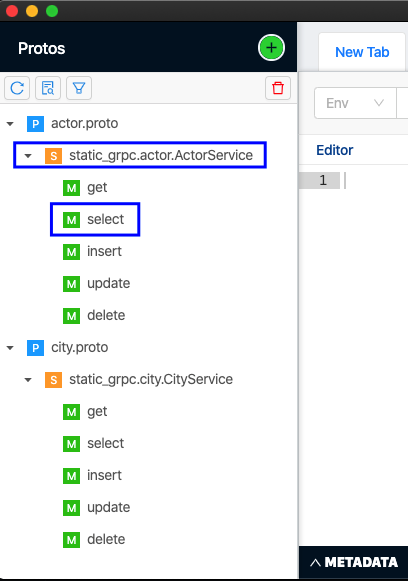 Protos
New Tab
Env
P actor.proto
Editor
S static_grpc.actor.ActorService
M get
1
M select
M insert
M update
M delete
P city.proto
S static_grpc.city.CityService
M get
M select
M insert
M update
M delete
METADATA